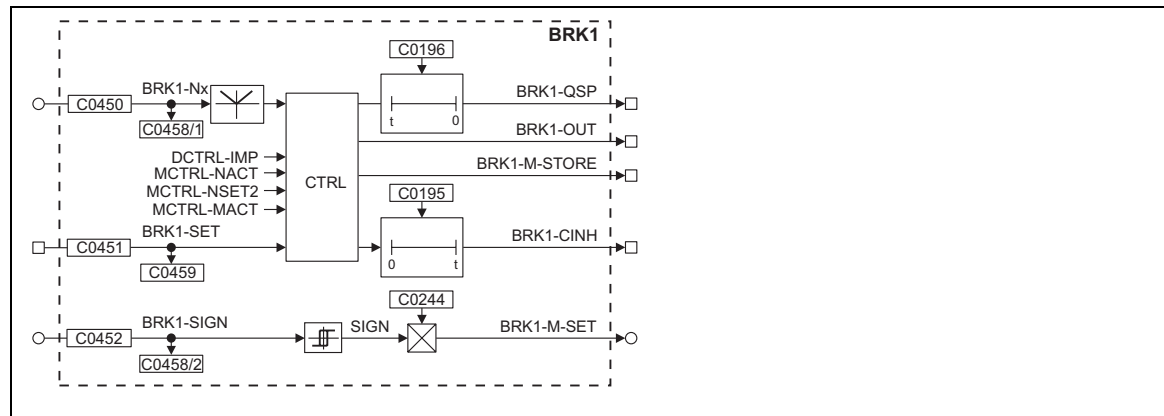 BRK1
C0196
BRK1-Nx
C0450
C0458/1
t 0
BRK1-QSP
BRK1-OUT
BRK1-M-STORE
DCTRL-IMP
MCTRL-NACT
MCTRL-NSET2
MCTRL-MACT
CTRL
C0195
BRK1-SET
C0451
C0459
0 t
BRK1-CINH
C0244
BRK1-SIGN
C0452
C0458/2
SIGN
BRK1-M-SET